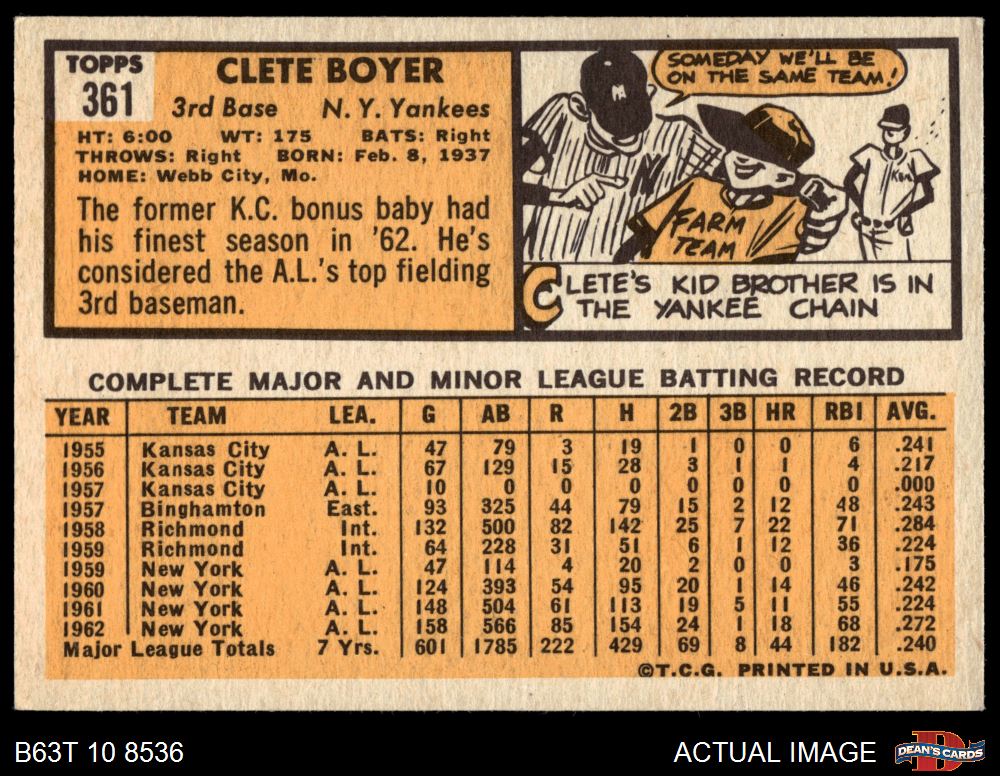 TOPPS
361
CLETE BOYER
3rd Base N. Y. Yankees
HT: 6:00 WT: 175 BATS: Right
THROWS: Right BORN: Feb. 8, 1937
HOME: Webb City, Mo.
The former K.C. bonus baby had
his finest season in '62. He's
considered the A.L.'s top fielding
3rd baseman.
SOMEDAY WE'LL BE
ON THE SAME TEAM!
FARM
TEAM
CLETE'S KID BROTHER IS IN
THE YANKEE CHAIN
COMPLETE MAJOR AND MINOR LEAGUE BATTING RECORD
YEAR TEAM LEA. G AB R H 2B 3B HR RBI AVG.
1955 Kansas City A. L. 47 79 3 19 1 0 0 6 .241
1956 Kansas City A. L. 67 129 15 28 3 1 1 4 .217
1957 Kansas City A. L. 10 0 0 0 0 0 0 0 .000
1957 Binghamton East. 93 325 44 79 15 2 12 48 .243
1958 Richmond Int. 132 500 82 142 25 7 22 71 .284
1959 Richmond Int. 64 228 31 51 6 1 12 36 .224
1959 New York A. L. 47 114 4 20 2 0 0 3 .175
1960 New York A. L. 124 393 54 95 20 1 14 46 .242
1961 New York A. L. 148 504 61 113 19 5 11 55 .224
1962 New York A. L. 158 566 85 154 24 1 18 68 .272
Major League Totals 7 Yrs. 601 1785 222 429 69 8 44 182 .240
©T.C.G. PRINTED IN U.S.A.
B63T 10 8536
ACTUAL IMAGE
DEAN'S CARDS